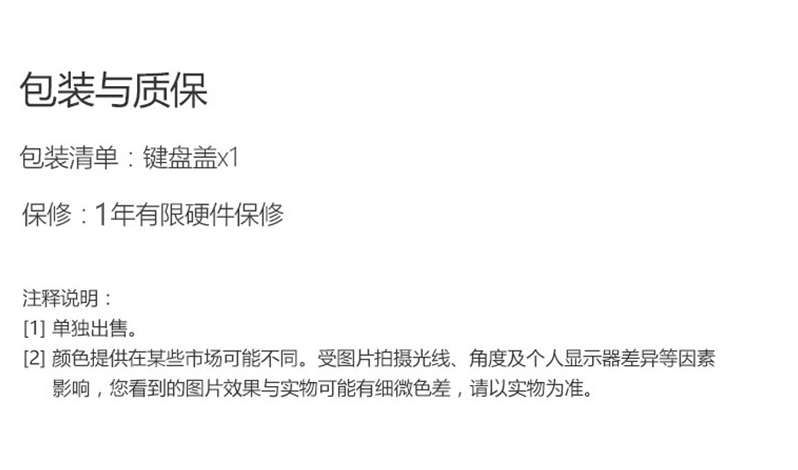 包装与质保
包装清单：键盘盖x1
保修：1年有限硬件保修
注释说明：
[1] 单独出售。
[2] 颜色提供在某些市场可能不同。受图片拍摄光线、角度及个人显示器差异等因素
影响，您看到的图片效果与实物可能有细微色差，请以实物为准。